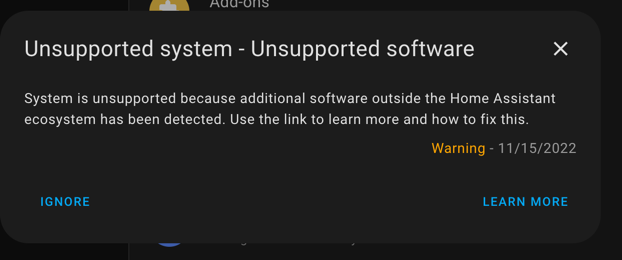 Add-ons
Unsupported system - Unsupported software
System is unsupported because additional software outside the Home Assistant
ecosystem has been detected. Use the link to learn more and how to fix this.
Warning - 11/15/2022
IGNORE
LEARN MORE